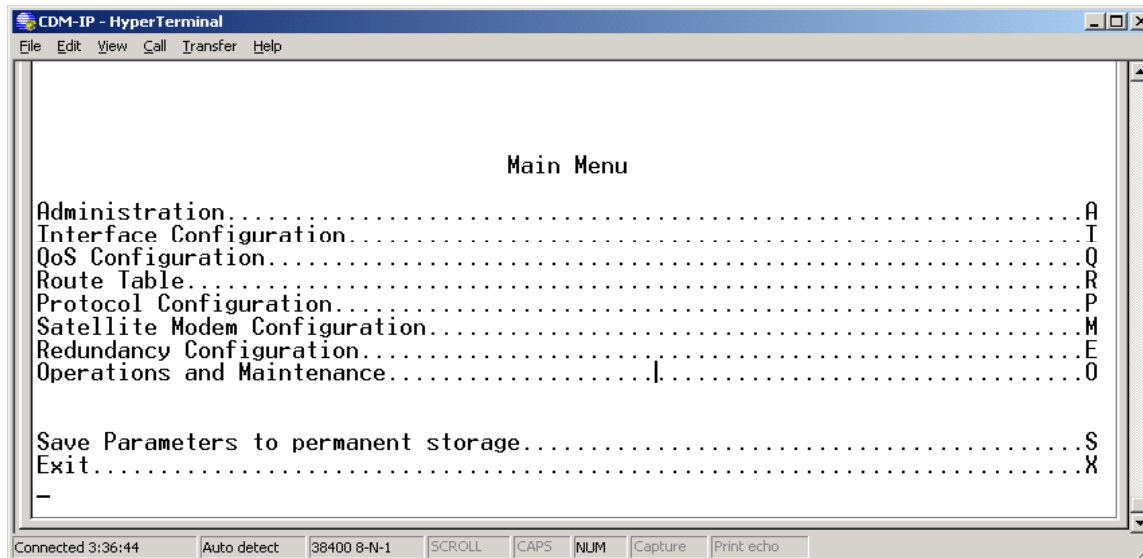 CDM-IP - HyperTerminal
File Edit View Call Transfer Help
Main Menu
Administration................................................................A
Interface Configuration.......................................................I
QoS Configuration.............................................................Q
Route Table...................................................................R
Protocol Configuration........................................................P
Satellite Modem Configuration.................................................M
Redundancy Configuration......................................................E
Operations and Maintenance....................................................O
Save Parameters to permanent storage..........................................S
Exit..........................................................................X
Connected 3:36:44 Auto detect 38400 8-N-1 SCROLL CAPS NUM Capture Print echo